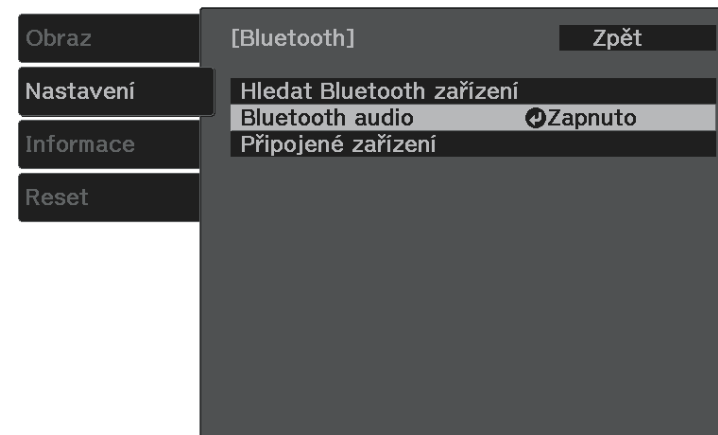 Obraz
Nastavení
Informace
Reset
[Bluetooth]
Zpět
Hledat Bluetooth zařízení
Bluetooth audio Zapnuto
Připojené zařízení